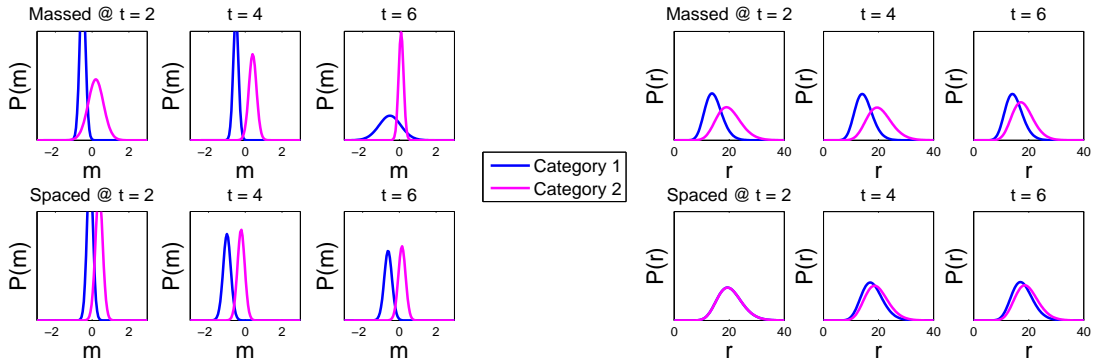 Massed @ t = 2
t = 4
t = 6
P(m)
P(m)
P(m)
−2 0 2
−2 0 2
−2 0 2
m
m
m
Spaced @ t = 2
t = 4
t = 6
P(m)
P(m)
P(m)
−2 0 2
−2 0 2
−2 0 2
m
m
m
Category 1
Category 2
Massed @ t = 2
t = 4
t = 6
P(r)
P(r)
P(r)
0 20 40
0 20 40
0 20 40
r
r
r
Spaced @ t = 2
t = 4
t = 6
P(r)
P(r)
P(r)
0 20 40
0 20 40
0 20 40
r
r
r